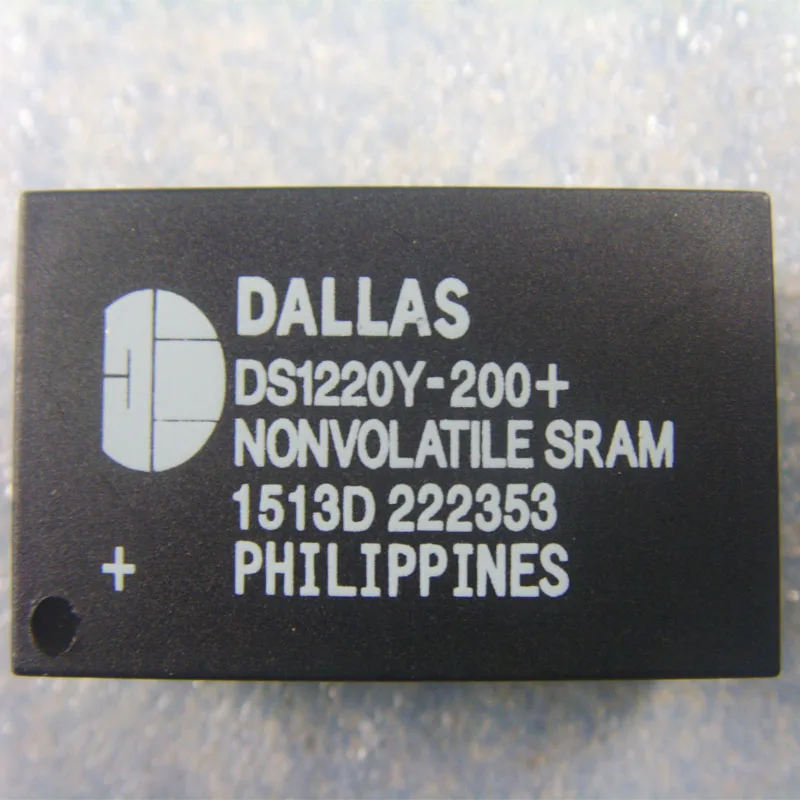 DALLAS
DS1220Y-200+
NONVOLATILE SRAM
1513D 222353
+ PHILIPPINES